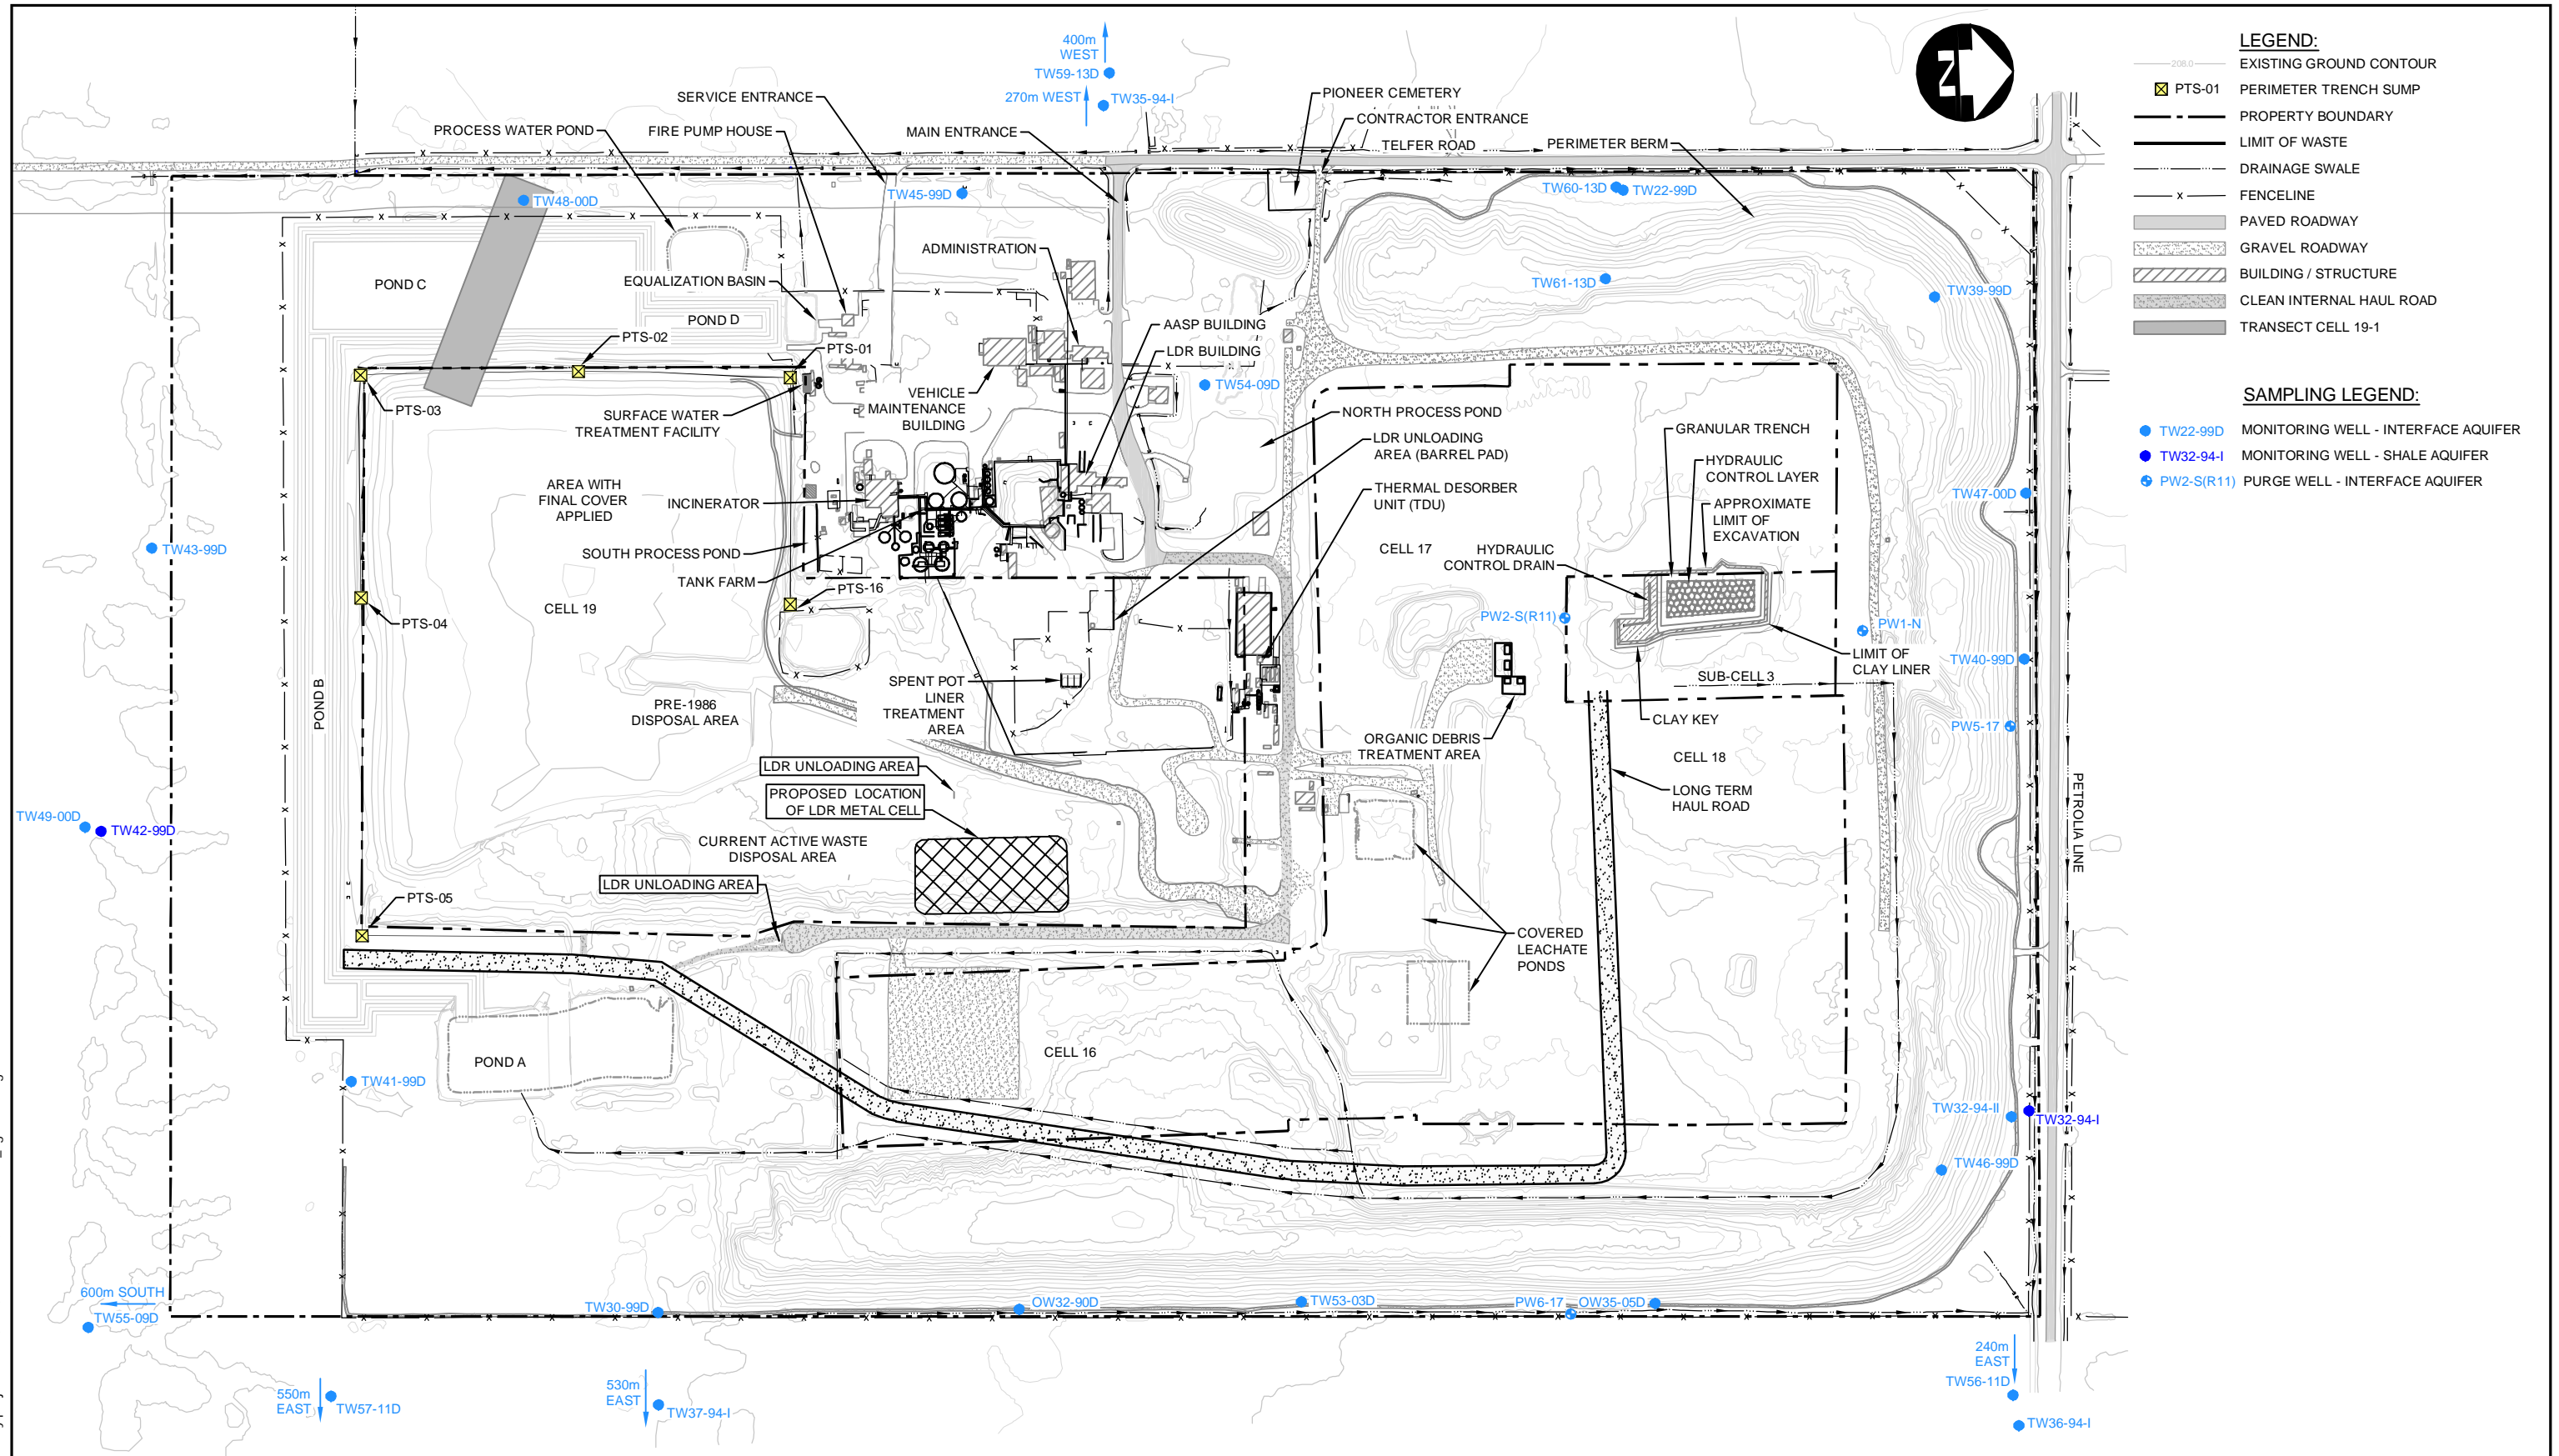 400m
WEST
TW59-13D
270m WEST
TW35-94-I
SERVICE ENTRANCE
PROCESS WATER POND
FIRE PUMP HOUSE
MAIN ENTRANCE
PIONEER CEMETERY
CONTRACTOR ENTRANCE
TELFER ROAD
PERIMETER BERM
N
TW48-00D
TW45-99D
TW60-13D
TW22-99D
ADMINISTRATION
POND C
EQUALIZATION BASIN
TW61-13D
TW39-99D
POND D
PTS-02
PTS-01
AASP BUILDING
LDR BUILDING
TW54-09D
PTS-03
VEHICLE
MAINTENANCE
BUILDING
SURFACE WATER
TREATMENT FACILITY
NORTH PROCESS POND
LDR UNLOADING
AREA (BARREL PAD)
GRANULAR TRENCH
HYDRAULIC
CONTROL LAYER
APPROXIMATE
LIMIT OF
EXCAVATION
AREA WITH
FINAL COVER
APPLIED
INCINERATOR
THERMAL DESORBER
UNIT (TDU)
TW47-00D
TW43-99D
SOUTH PROCESS POND
CELL 17
HYDRAULIC
CONTROL DRAIN
TANK FARM
PTS-16
CELL 19
PTS-04
PW2-S(R11)
PW1-N
LIMIT OF
CLAY LINER
TW40-99D
SPENT POT
LINER
TREATMENT
AREA
SUB-CELL 3
POND B
PRE-1986
DISPOSAL AREA
CLAY KEY
PW5-17
ORGANIC DEBRIS
TREATMENT AREA
CELL 18
LDR UNLOADING AREA
PROPOSED LOCATION
OF LDR METAL CELL
LONG TERM
HAUL ROAD
PETROLIA LINE
TW49-00D
TW42-99D
CURRENT ACTIVE WASTE
DISPOSAL AREA
LDR UNLOADING AREA
PTS-05
COVERED
LEACHATE
PONDS
POND A
CELL 16
TW41-99D
TW32-94-II
TW32-94-I
TW46-99D
600m SOUTH
TW55-09D
TW30-99D
OW32-90D
TW53-03D
PW6-17
OW35-05D
550m
EAST
TW57-11D
530m
EAST
TW37-94-I
240m
EAST
TW56-11D
TW36-94-I
LEGEND:
208.0 EXISTING GROUND CONTOUR
PTS-01 PERIMETER TRENCH SUMP
PROPERTY BOUNDARY
LIMIT OF WASTE
DRAINAGE SWALE
x FENCELINE
PAVED ROADWAY
GRAVEL ROADWAY
BUILDING / STRUCTURE
CLEAN INTERNAL HAUL ROAD
TRANSECT CELL 19-1
SAMPLING LEGEND:
TW22-99D MONITORING WELL - INTERFACE AQUIFER
TW32-94-I MONITORING WELL - SHALE AQUIFER
PW2-S(R11) PURGE WELL - INTERFACE AQUIFER